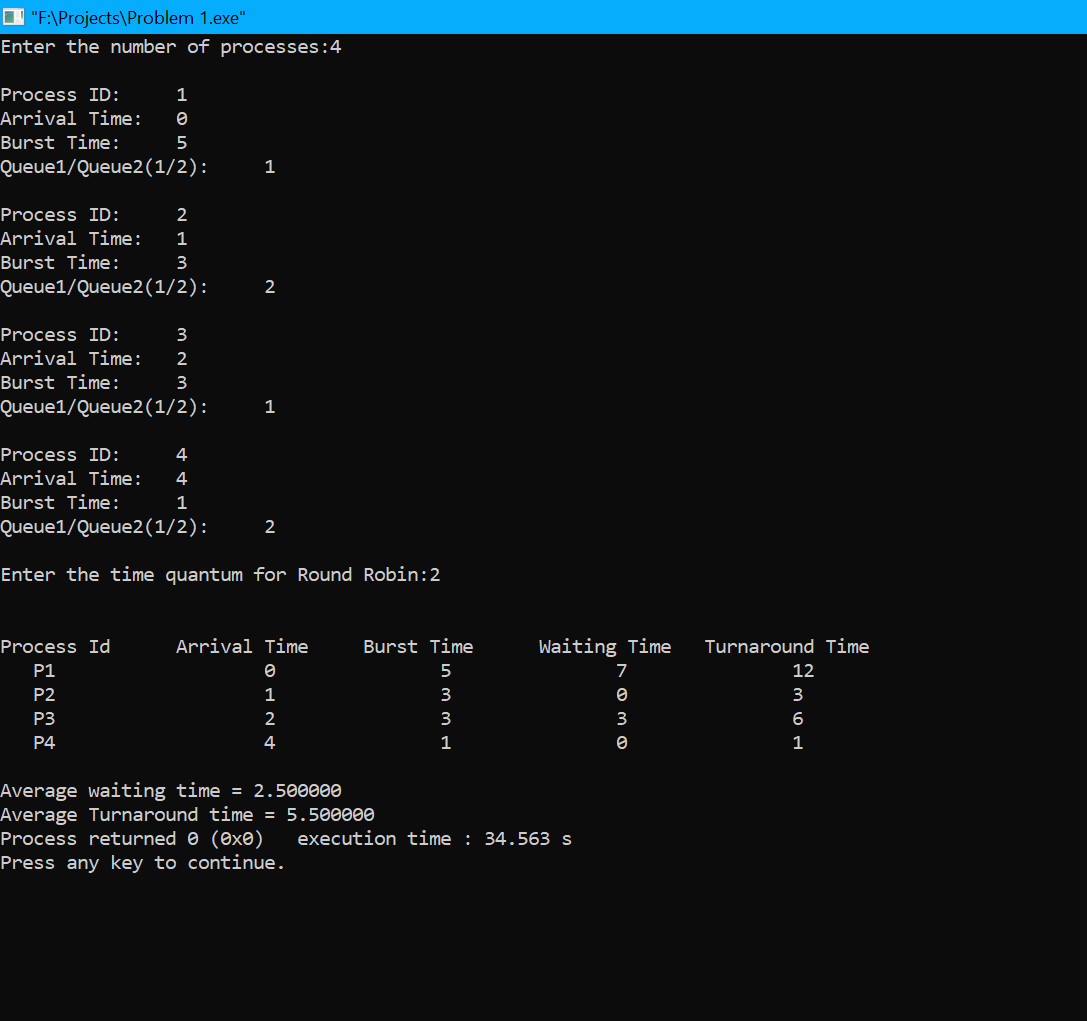 "F:\Projects\Problem 1.exe"
Enter the number of processes:4
Process ID:     1
Arrival Time:   0
Burst Time:     5
Queue1/Queue2(1/2):     1
Process ID:     2
Arrival Time:   1
Burst Time:     3
Queue1/Queue2(1/2):     2
Process ID:     3
Arrival Time:   2
Burst Time:     3
Queue1/Queue2(1/2):     1
Process ID:     4
Arrival Time:   4
Burst Time:     1
Queue1/Queue2(1/2):     2
Enter the time quantum for Round Robin:2
Process Id      Arrival Time     Burst Time      Waiting Time   Turnaround Time
   P1                   0               5               7               12
   P2                   1               3               0               3
   P3                   2               3               3               6
   P4                   4               1               0               1
Average waiting time = 2.500000
Average Turnaround time = 5.500000
Process returned 0 (0x0)   execution time : 34.563 s
Press any key to continue.